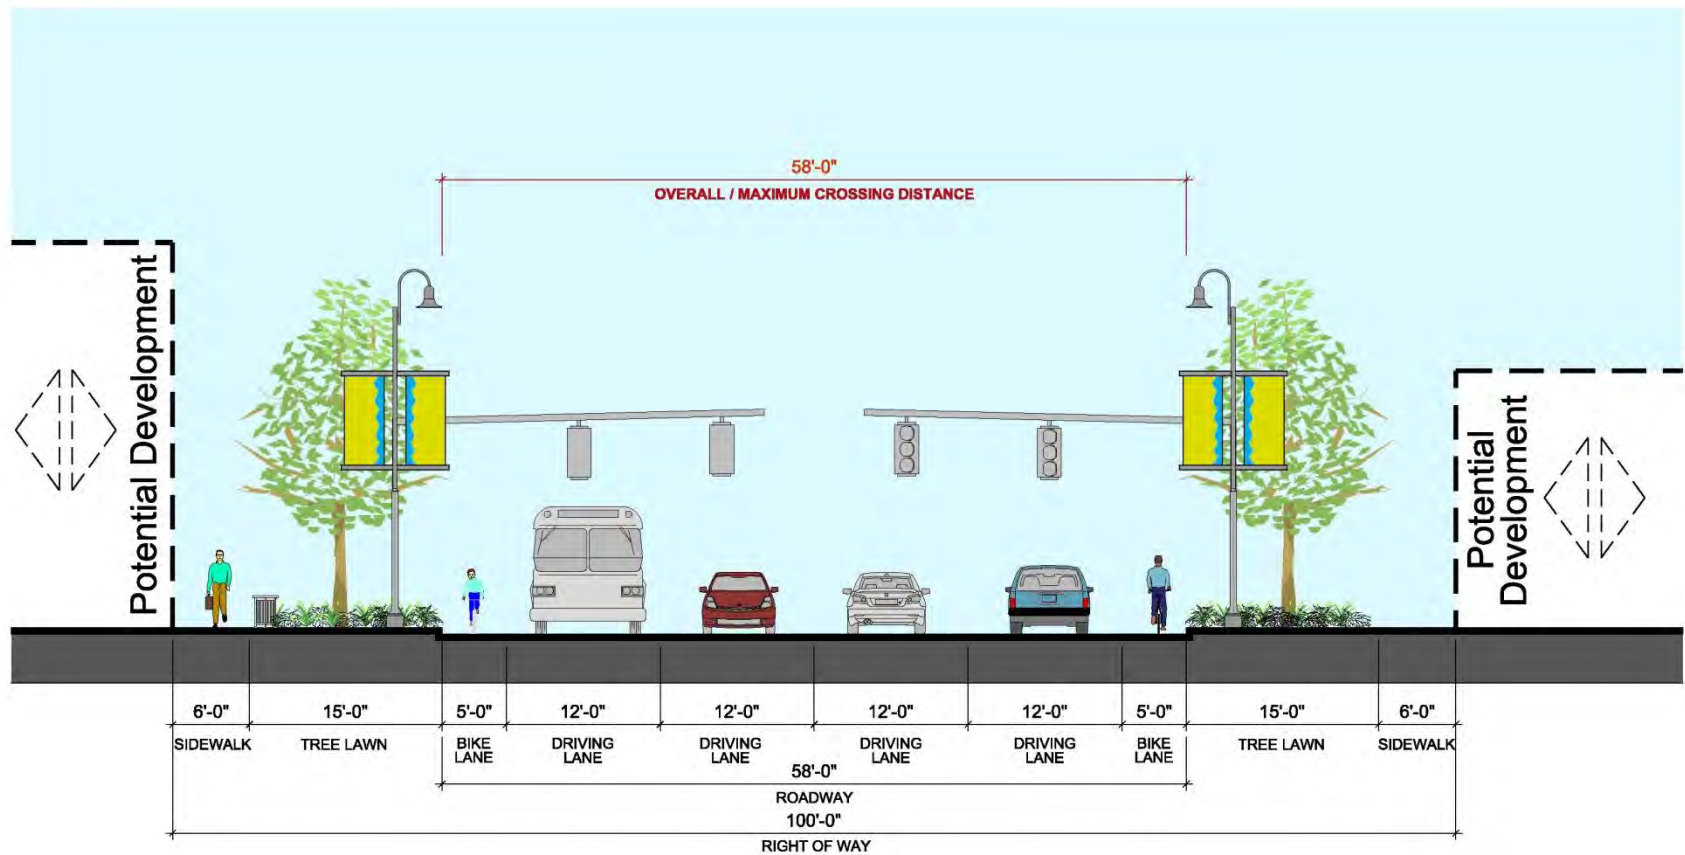 58'-0"
OVERALL / MAXIMUM CROSSING DISTANCE
Potential Development
Potential
Development
6'-0"
15'-0"
5'-0"
12'-0"
12'-0"
12'-0"
12'-0"
5'-0"
15'-0"
6'-0"
SIDEWALK
TREE LAWN
BIKE
LANE
DRIVING
LANE
DRIVING
LANE
DRIVING
LANE
DRIVING
LANE
BIKE
LANE
TREE LAWN
SIDEWALK
58'-0"
ROADWAY
100'-0"
RIGHT OF WAY